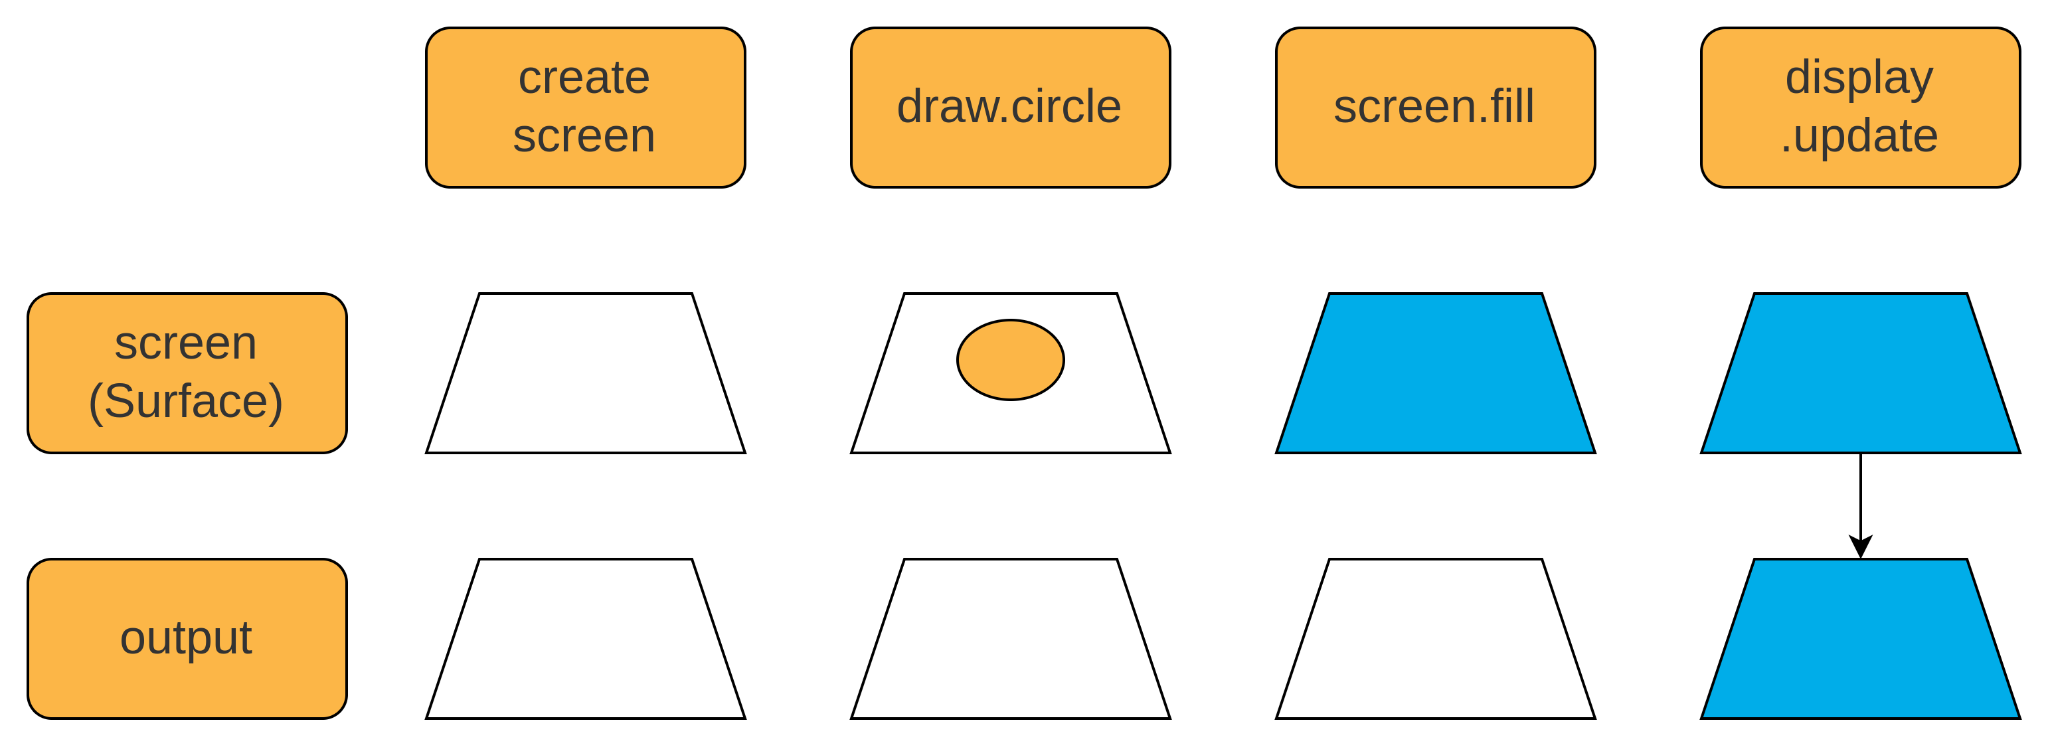 create
screen
draw.circle
screen.fill
display
.update
screen
(Surface)
output